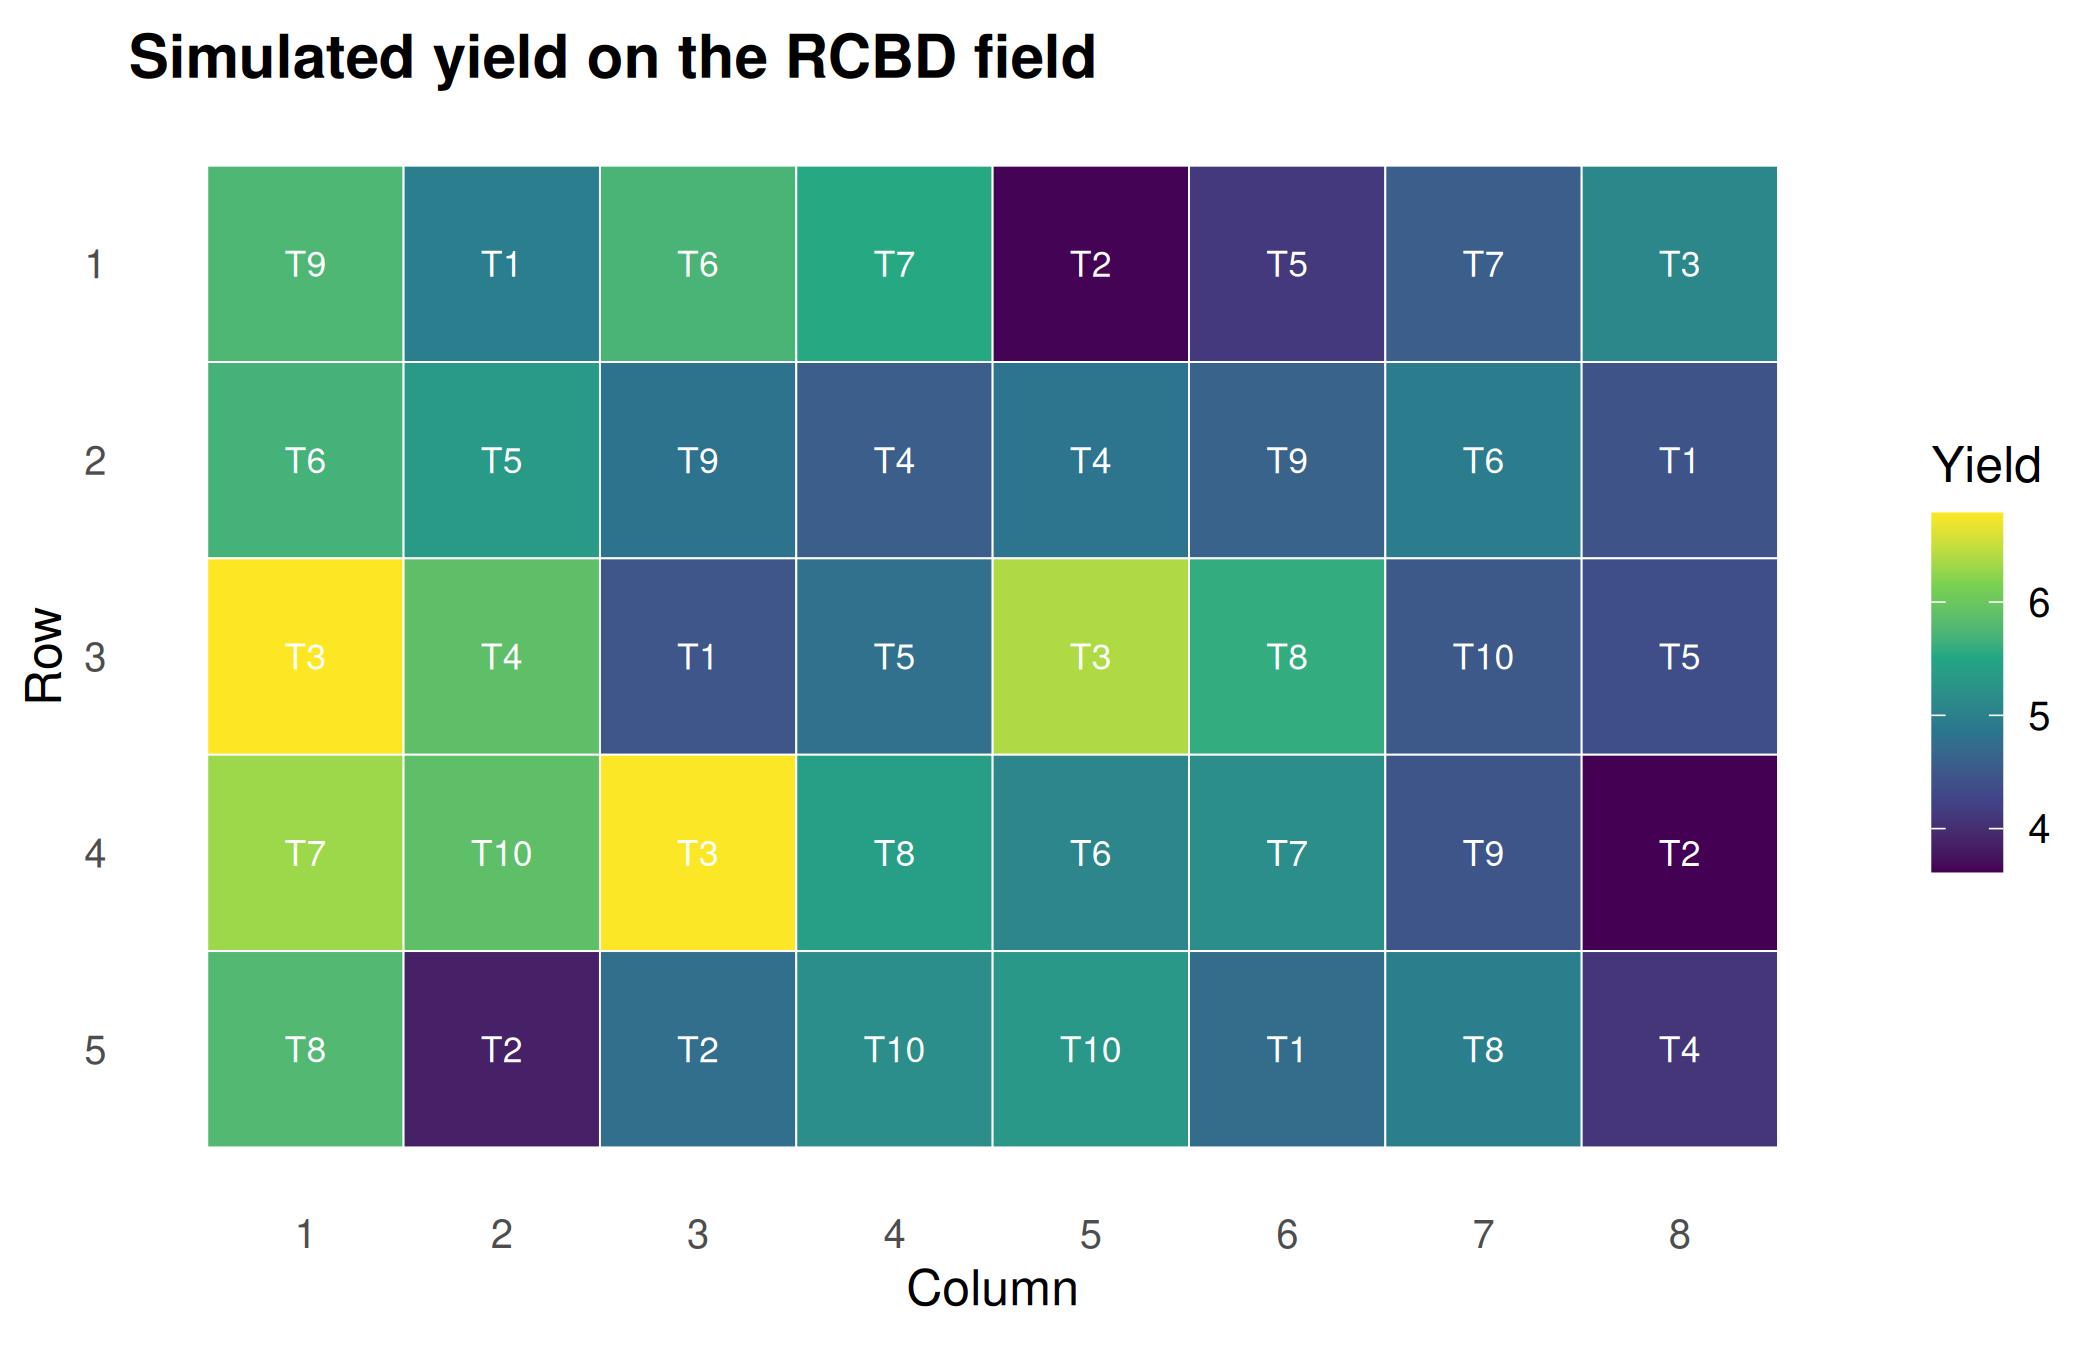 Simulated yield on the RCBD field
1 T9 T1 T6 T7 T2 T5 T7 T3
2 T6 T5 T9 T4 T4 T9 T6 T1
3 T3 T4 T1 T5 T3 T8 T10 T5
4 T7 T10 T3 T8 T6 T7 T9 T2
5 T8 T2 T2 T10 T10 T1 T8 T4
Row
1 2 3 4 5 6 7 8
Column
Yield
6
5
4